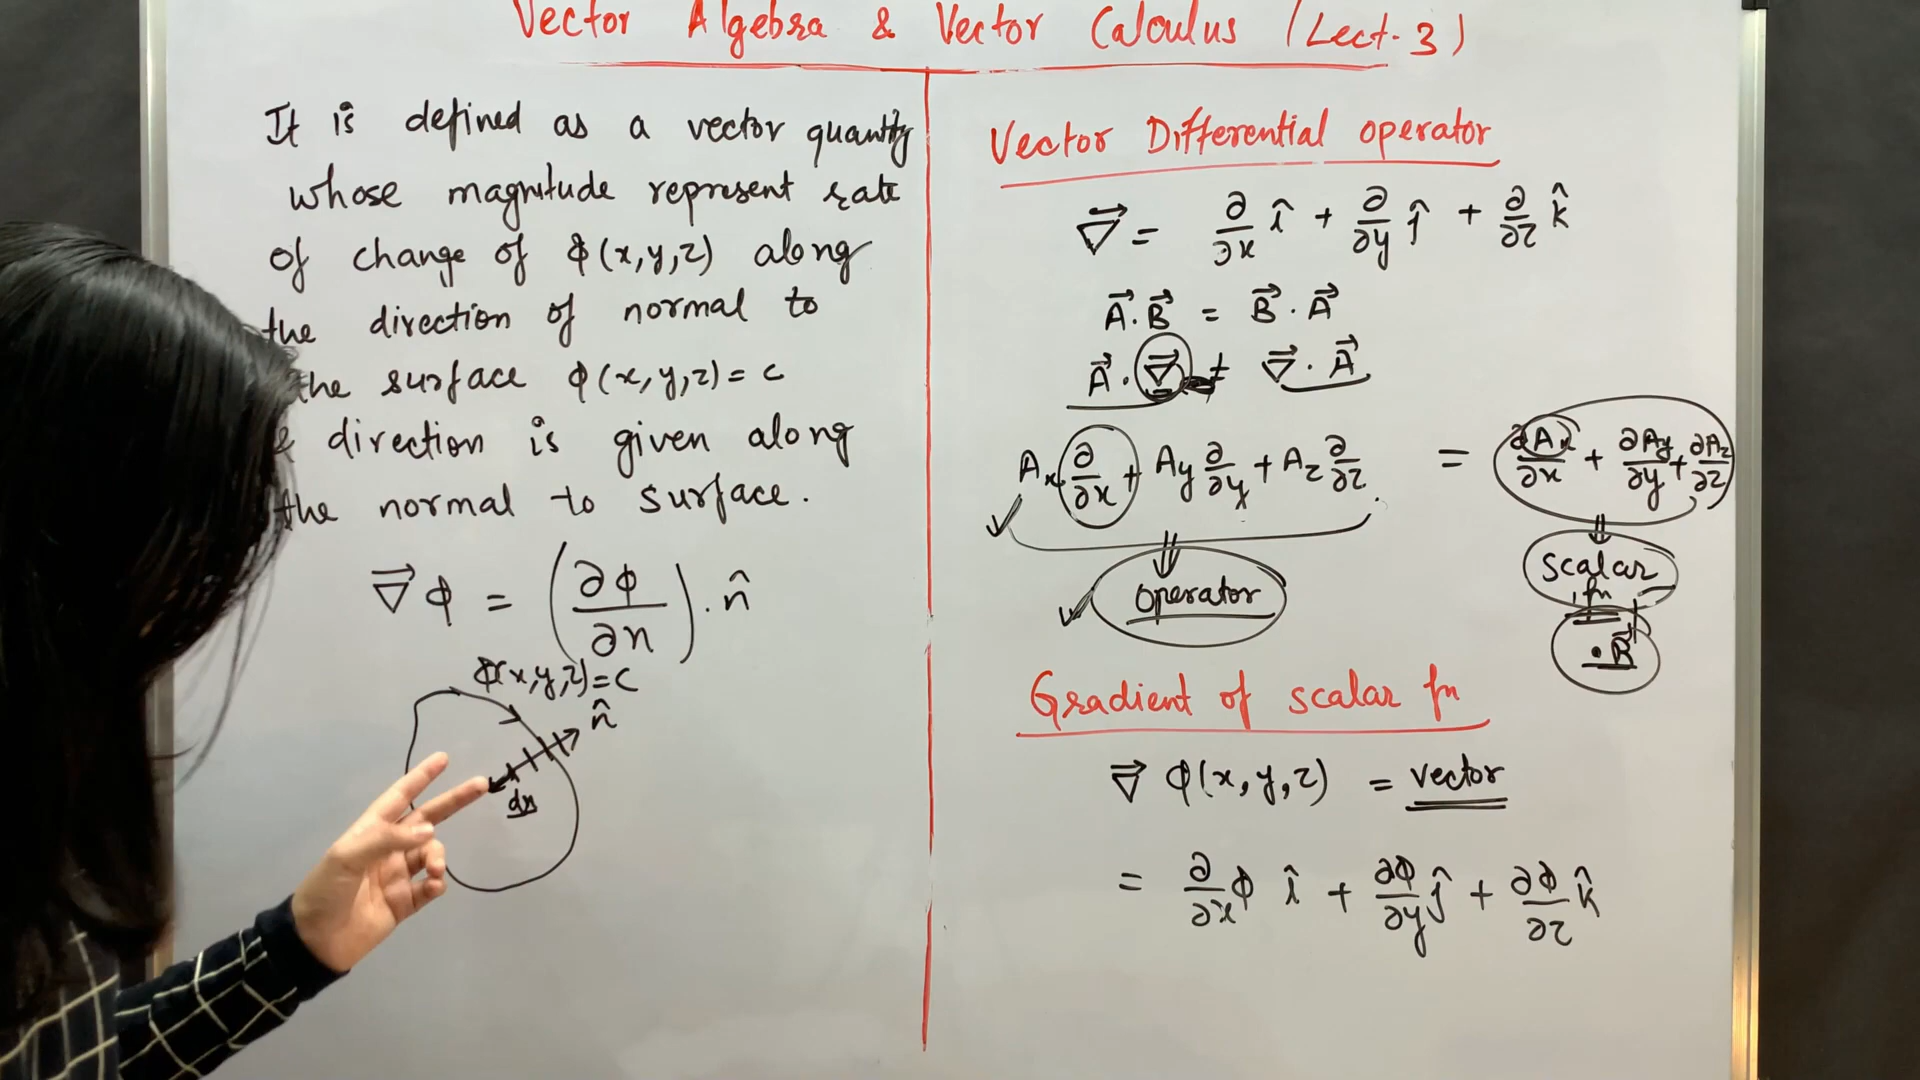 Vector Algebra & Vector Calculus (Lect-3)
It is defined as a vector quantity
whose magnitude represent rate
of change of ϕ(x,y,z) along
the direction of normal to
the surface ϕ(x,y,z)=c
& direction is given along
the normal to surface.
∇⃗ ϕ = (∂ϕ/∂n).n̂
ϕ(x,y,z)=c
n̂
dn
Vector Differential operator
∇⃗ = ∂/∂x î + ∂/∂y ĵ + ∂/∂z k̂
A⃗.B⃗ = B⃗.A⃗
A⃗.∇⃗ ≠ ∇⃗.A⃗
Ax ∂/∂x + Ay ∂/∂y + Az ∂/∂z = ∂Ax/∂x + ∂Ay/∂y + ∂Az/∂z
operator
Scalar
fn
.B⃗
Gradient of scalar fn
∇⃗ ϕ(x,y,z) = vector
= ∂/∂x ϕ î + ∂ϕ/∂y ĵ + ∂ϕ/∂z k̂